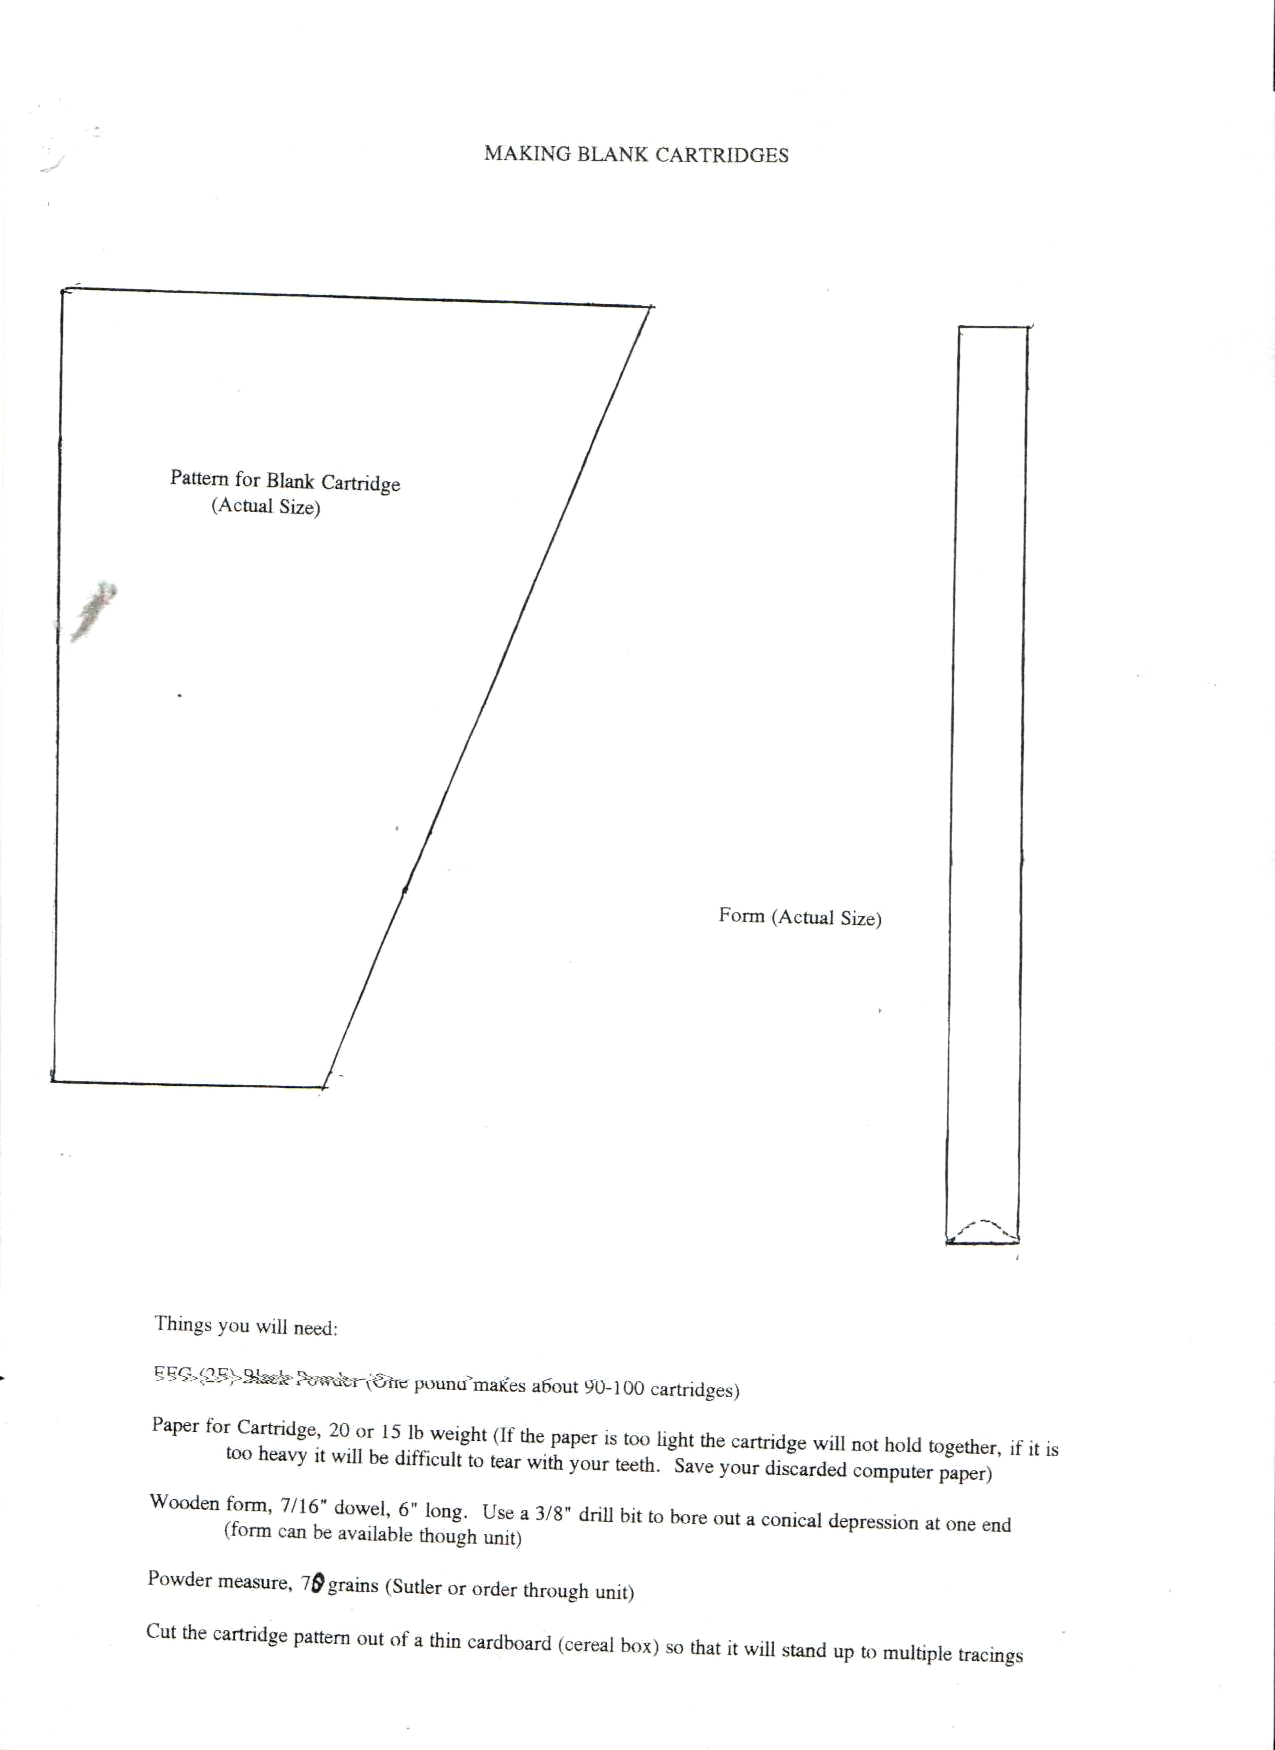 MAKING BLANK CARTRIDGES
Pattern for Blank Cartridge
(Actual Size)
Form (Actual Size)
Things you will need:
FFG (2F) Black Powder (One pound makes about 90-100 cartridges)
Paper for Cartridge, 20 or 15 lb weight (If the paper is too light the cartridge will not hold together, if it is
too heavy it will be difficult to tear with your teeth. Save your discarded computer paper)
Wooden form, 7/16" dowel, 6" long. Use a 3/8" drill bit to bore out a conical depression at one end
(form can be available though unit)
Powder measure, grains (Sutler or order through unit)
Cut the cartridge pattern out of a thin cardboard (cereal box) so that it will stand up to multiple tracings